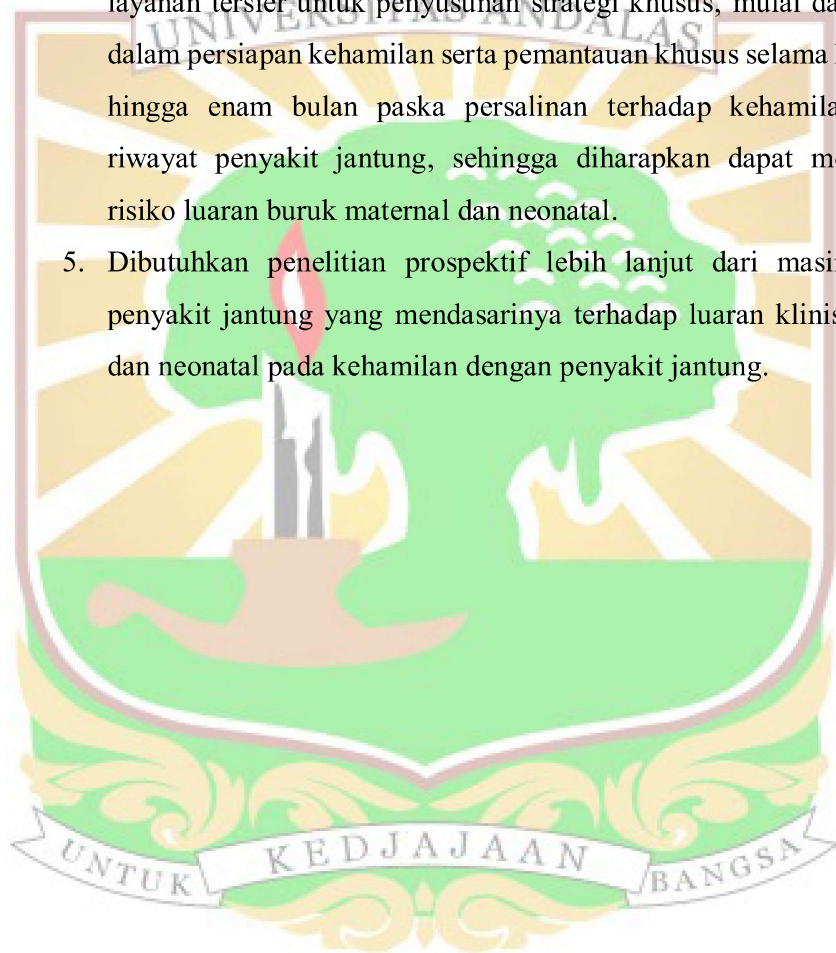 layanan tersier untuk penyusunan strategi khusus, mulai da
UNIVERSITAS ANDALAS
dalam persiapan kehamilan serta pemantauan khusus selama
hingga enam bulan paska persalinan terhadap kehamila
riwayat penyakit jantung, sehingga diharapkan dapat m
risiko luaran buruk maternal dan neonatal.
5. Dibutuhkan penelitian prospektif lebih lanjut dari masi
penyakit jantung yang mendasarinya terhadap luaran klinis
dan neonatal pada kehamilan dengan penyakit jantung.
UNTUK KEDJAJAAN BANGSA